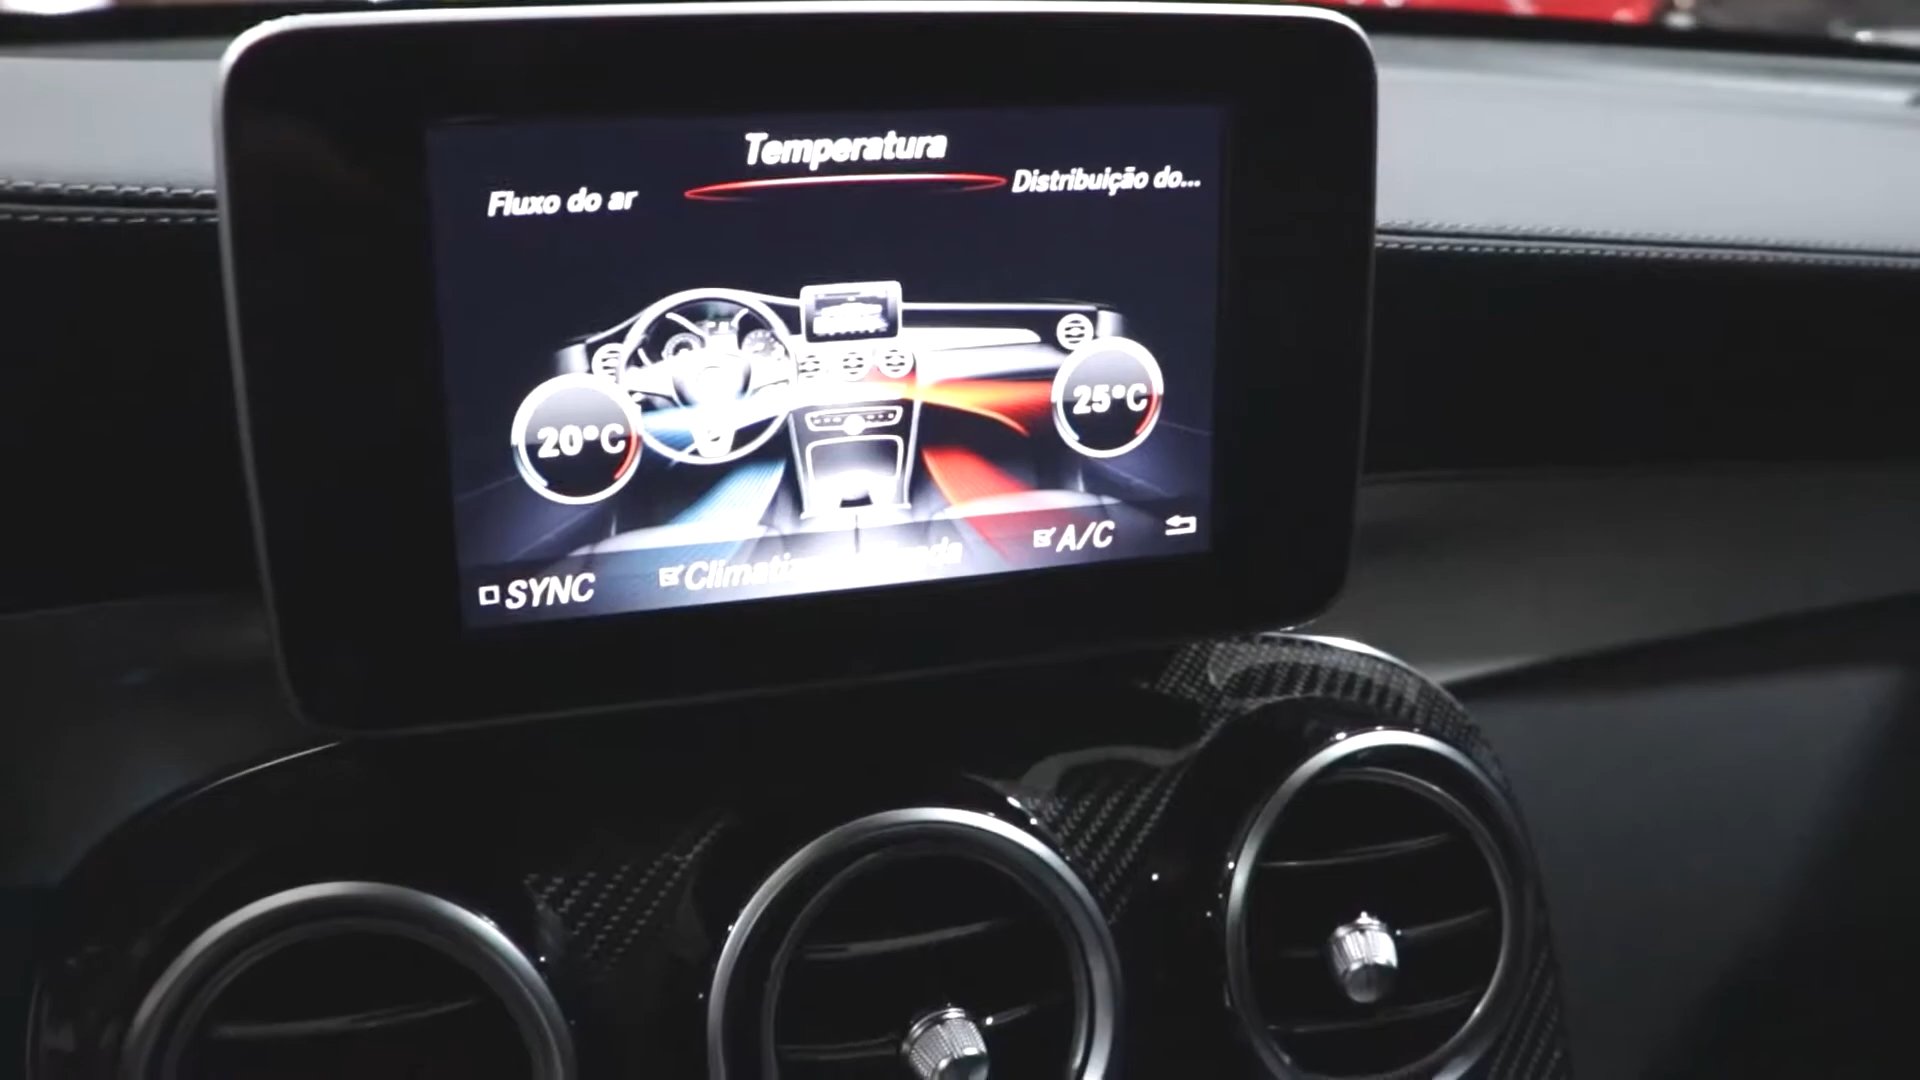 Temperatura
Fluxo do ar
Distribuição do...
20°C
25°C
SYNC
A/C